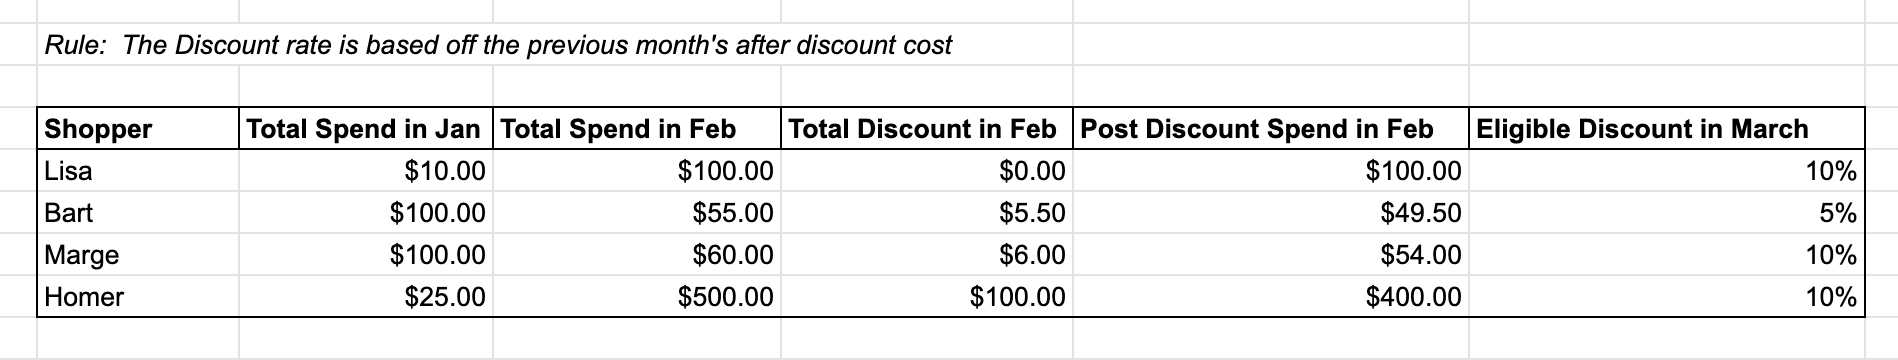 Rule:  The Discount rate is based off the previous month's after discount cost
Shopper Total Spend in Jan Total Spend in Feb Total Discount in Feb Post Discount Spend in Feb Eligible Discount in March
Lisa $10.00 $100.00 $0.00 $100.00 10%
Bart $100.00 $55.00 $5.50 $49.50 5%
Marge $100.00 $60.00 $6.00 $54.00 10%
Homer $25.00 $500.00 $100.00 $400.00 10%